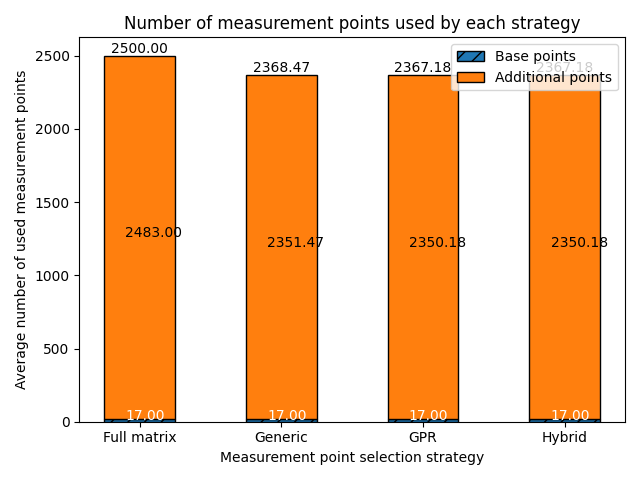 Number of measurement points used by each strategy
Average number of used measurement points
2500
2000
1500
1000
500
0
Base points
Additional points
2500.00
2368.47
2367.18
2367.18
2483.00
2351.47
2350.18
2350.18
17.00
17.00
17.00
17.00
Full matrix
Generic
GPR
Hybrid
Measurement point selection strategy